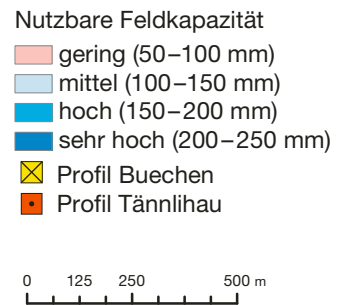 Nutzbare Feldkapazität
gering (50–100 mm)
mittel (100–150 mm)
hoch (150–200 mm)
sehr hoch (200–250 mm)
Profil Buechen
Profil Tännlihau
0 125 250 500 m